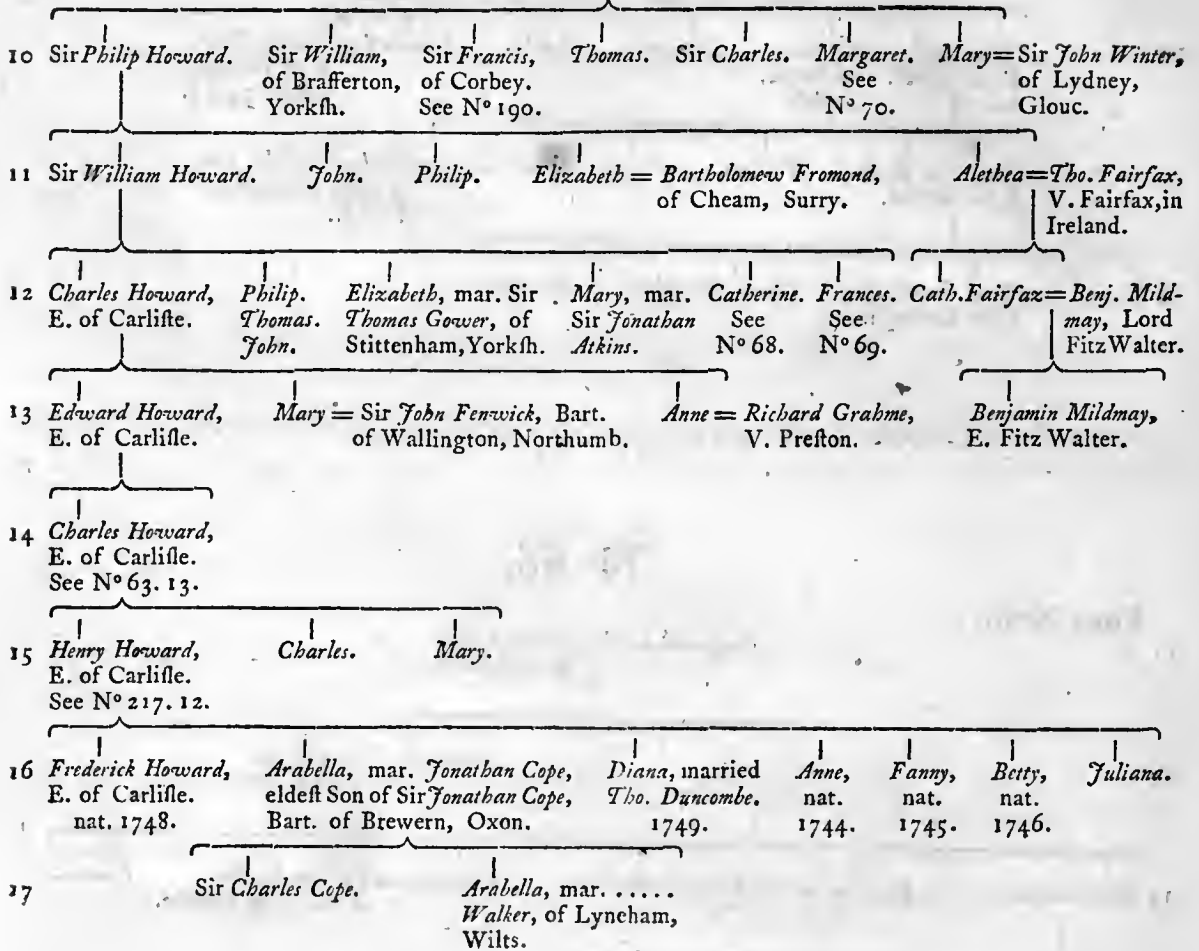 10 Sir Philip Howard. Sir William, Sir Francis, Thomas. Sir Charles. Margaret. Mary = Sir John Winter,
of Brafferton, of Corbey. See of Lydney,
Yorkſh. See Nº 190. Nº 70. Glouc.
11 Sir William Howard. John. Philip. Elizabeth = Bartholomew Fromond, Alethea = Tho. Fairfax,
of Cheam, Surry. V. Fairfax, in
Ireland.
12 Charles Howard, Philip. Elizabeth, mar. Sir Mary, mar. Catherine. Frances. Cath. Fairfax = Benj. Mild-
E. of Carliſle. Thomas. Thomas Gower, of Sir Jonathan See See may, Lord
John. Stittenham, Yorkſh. Atkins. Nº 68. Nº 69. Fitz Walter.
13 Edward Howard, Mary = Sir John Fenwick, Bart. Anne = Richard Grahme, Benjamin Mildmay,
E. of Carliſle. of Wallington, Northumb. V. Preſton. E. Fitz Walter.
14 Charles Howard,
E. of Carliſle.
See Nº 63. 13.
15 Henry Howard, Charles. Mary.
E. of Carliſle.
See Nº 217. 12.
16 Frederick Howard, Arabella, mar. Jonathan Cope, Diana, married Anne, Fanny, Betty, Juliana.
E. of Carliſle. eldeſt Son of Sir Jonathan Cope, Tho. Duncombe. nat. nat. nat.
nat. 1748. Bart. of Brewern, Oxon. 1749. 1744. 1745. 1746.
17 Sir Charles Cope. Arabella, mar. ......
Walker, of Lyneham,
Wilts.